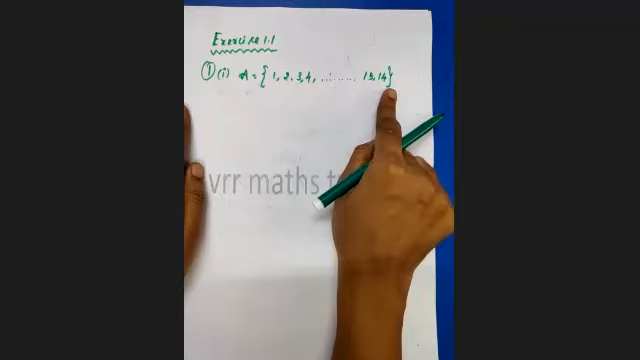 Exercise 1.1
① (i) A = { 1, 2, 3, 4, .......... 13, 14}
vrr maths